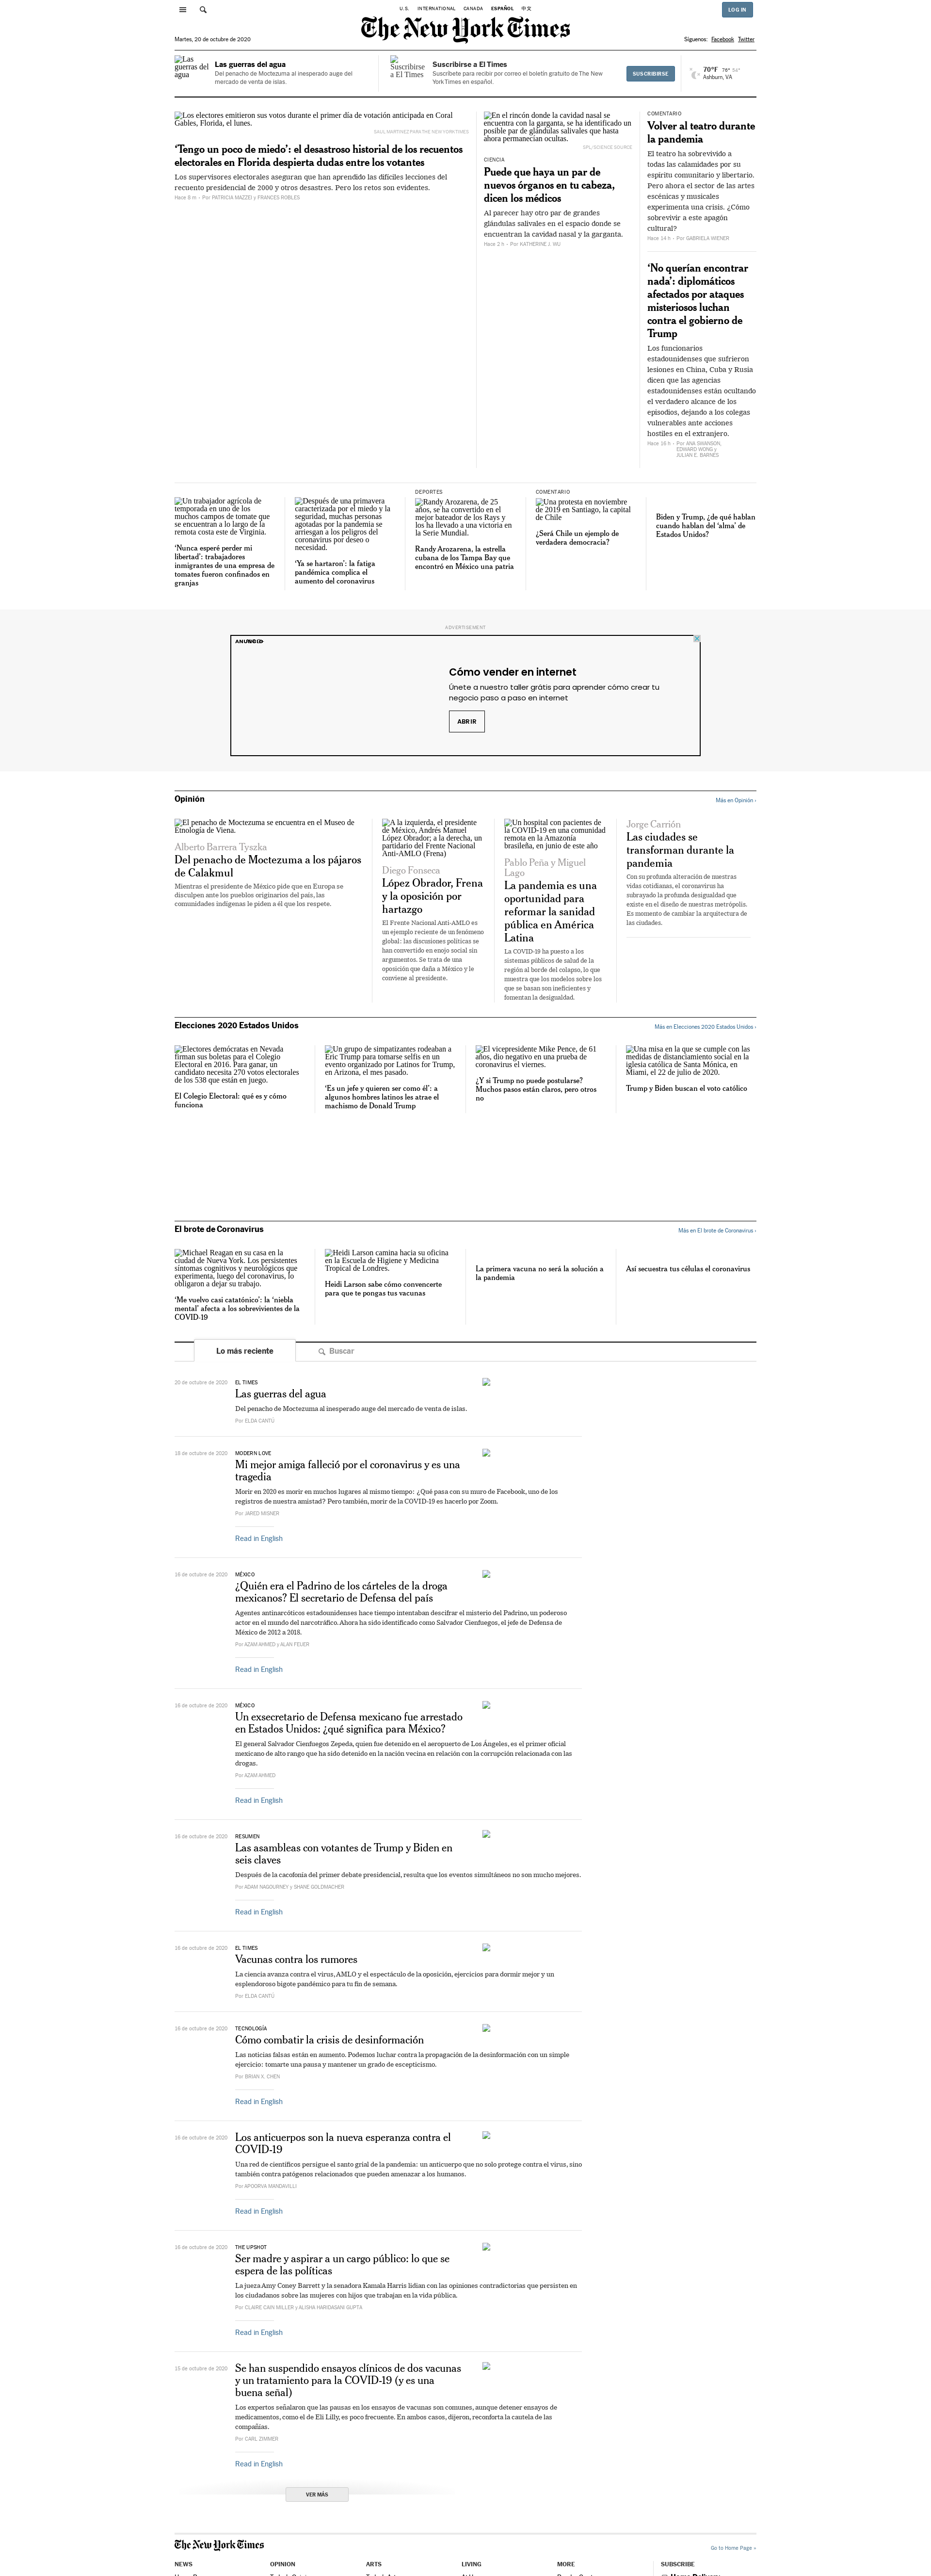 U.S. INTERNATIONAL CANADA ESPAÑOL 中文
LOG IN
The New York Times
Martes, 20 de octubre de 2020
Síguenos: Facebook Twitter
Las guerras del agua
Las guerras del agua
Del penacho de Moctezuma al inesperado auge del mercado de venta de islas.
Suscribirse a El Times
Suscribirse a El Times
Suscríbete para recibir por correo el boletín gratuito de The New York Times en español.
SUSCRIBIRSE
70°F 76° 54°
Ashburn, VA
Los electores emitieron sus votos durante el primer día de votación anticipada en Coral Gables, Florida, el lunes.
SAUL MARTINEZ PARA THE NEW YORK TIMES
‘Tengo un poco de miedo’: el desastroso historial de los recuentos electorales en Florida despierta dudas entre los votantes
Los supervisores electorales aseguran que han aprendido las difíciles lecciones del recuento presidencial de 2000 y otros desastres. Pero los retos son evidentes.
Hace 8 m - Por PATRICIA MAZZEI y FRANCES ROBLES
En el rincón donde la cavidad nasal se encuentra con la garganta, se ha identificado un posible par de glándulas salivales que hasta ahora permanecían ocultas.
SPL/SCIENCE SOURCE
CIENCIA
Puede que haya un par de nuevos órganos en tu cabeza, dicen los médicos
Al parecer hay otro par de grandes glándulas salivales en el espacio donde se encuentran la cavidad nasal y la garganta.
Hace 2 h - Por KATHERINE J. WU
COMENTARIO
Volver al teatro durante la pandemia
El teatro ha sobrevivido a todas las calamidades por su espíritu comunitario y libertario. Pero ahora el sector de las artes escénicas y musicales experimenta una crisis. ¿Cómo sobrevivir a este apagón cultural?
Hace 14 h - Por GABRIELA WIENER
‘No querían encontrar nada’: diplomáticos afectados por ataques misteriosos luchan contra el gobierno de Trump
Los funcionarios estadounidenses que sufrieron lesiones en China, Cuba y Rusia dicen que las agencias estadounidenses están ocultando el verdadero alcance de los episodios, dejando a los colegas vulnerables ante acciones hostiles en el extranjero.
Hace 16 h - Por ANA SWANSON, EDWARD WONG y JULIAN E. BARNES
Un trabajador agrícola de temporada en uno de los muchos campos de tomate que se encuentran a lo largo de la remota costa este de Virginia.
‘Nunca esperé perder mi libertad’: trabajadores inmigrantes de una empresa de tomates fueron confinados en granjas
Después de una primavera caracterizada por el miedo y la seguridad, muchas personas agotadas por la pandemia se arriesgan a los peligros del coronavirus por deseo o necesidad.
‘Ya se hartaron’: la fatiga pandémica complica el aumento del coronavirus
DEPORTES
Randy Arozarena, de 25 años, se ha convertido en el mejor bateador de los Rays y los ha llevado a una victoria en la Serie Mundial.
Randy Arozarena, la estrella cubana de los Tampa Bay que encontró en México una patria
COMENTARIO
Una protesta en noviembre de 2019 en Santiago, la capital de Chile
¿Será Chile un ejemplo de verdadera democracia?
Biden y Trump, ¿de qué hablan cuando hablan del ‘alma’ de Estados Unidos?
ADVERTISEMENT
Cómo vender en internet
Únete a nuestro taller grátis para aprender cómo crear tu negocio paso a paso en internet
ABRIR
Opinión
Más en Opinión ›
El penacho de Moctezuma se encuentra en el Museo de Etnología de Viena.
Alberto Barrera Tyszka
Del penacho de Moctezuma a los pájaros de Calakmul
Mientras el presidente de México pide que en Europa se disculpen ante los pueblos originarios del país, las comunidades indígenas le piden a él que los respete.
A la izquierda, el presidente de México, Andrés Manuel López Obrador; a la derecha, un partidario del Frente Nacional Anti-AMLO (Frena)
Diego Fonseca
López Obrador, Frena y la oposición por hartazgo
El Frente Nacional Anti-AMLO es un ejemplo reciente de un fenómeno global: las discusiones políticas se han convertido en enojo social sin argumentos. Se trata de una oposición que daña a México y le conviene al presidente.
Un hospital con pacientes de la COVID-19 en una comunidad remota en la Amazonía brasileña, en junio de este año
Pablo Peña y Miguel Lago
La pandemia es una oportunidad para reformar la sanidad pública en América Latina
La COVID-19 ha puesto a los sistemas públicos de salud de la región al borde del colapso, lo que muestra que los modelos sobre los que se basan son ineficientes y fomentan la desigualdad.
Jorge Carrión
Las ciudades se transforman durante la pandemia
Con su profunda alteración de nuestras vidas cotidianas, el coronavirus ha subrayado la profunda desigualdad que existe en el diseño de nuestras metrópolis. Es momento de cambiar la arquitectura de las ciudades.
Elecciones 2020 Estados Unidos
Más en Elecciones 2020 Estados Unidos ›
Electores demócratas en Nevada firman sus boletas para el Colegio Electoral en 2016. Para ganar, un candidato necesita 270 votos electorales de los 538 que están en juego.
El Colegio Electoral: qué es y cómo funciona
Un grupo de simpatizantes rodeaban a Eric Trump para tomarse selfis en un evento organizado por Latinos for Trump, en Arizona, el mes pasado.
‘Es un jefe y quieren ser como él’: a algunos hombres latinos les atrae el machismo de Donald Trump
El vicepresidente Mike Pence, de 61 años, dio negativo en una prueba de coronavirus el viernes.
¿Y si Trump no puede postularse? Muchos pasos están claros, pero otros no
Una misa en la que se cumple con las medidas de distanciamiento social en la iglesia católica de Santa Mónica, en Miami, el 22 de julio de 2020.
Trump y Biden buscan el voto católico
El brote de Coronavirus
Más en El brote de Coronavirus ›
Michael Reagan en su casa en la ciudad de Nueva York. Los persistentes síntomas cognitivos y neurológicos que experimenta, luego del coronavirus, lo obligaron a dejar su trabajo.
‘Me vuelvo casi catatónico’: la ‘niebla mental’ afecta a los sobrevivientes de la COVID-19
Heidi Larson camina hacia su oficina en la Escuela de Higiene y Medicina Tropical de Londres.
Heidi Larson sabe cómo convencerte para que te pongas tus vacunas
La primera vacuna no será la solución a la pandemia
Así secuestra tus células el coronavirus
Lo más reciente
Buscar
20 de octubre de 2020
EL TIMES
Las guerras del agua
Del penacho de Moctezuma al inesperado auge del mercado de venta de islas.
Por ELDA CANTÚ
18 de octubre de 2020
MODERN LOVE
Mi mejor amiga falleció por el coronavirus y es una tragedia
Morir en 2020 es morir en muchos lugares al mismo tiempo: ¿Qué pasa con su muro de Facebook, uno de los registros de nuestra amistad? Pero también, morir de la COVID-19 es hacerlo por Zoom.
Por JARED MISNER
Read in English
16 de octubre de 2020
MÉXICO
¿Quién era el Padrino de los cárteles de la droga mexicanos? El secretario de Defensa del país
Agentes antinarcóticos estadounidenses hace tiempo intentaban descifrar el misterio del Padrino, un poderoso actor en el mundo del narcotráfico. Ahora ha sido identificado como Salvador Cienfuegos, el jefe de Defensa de México de 2012 a 2018.
Por AZAM AHMED y ALAN FEUER
Read in English
16 de octubre de 2020
MÉXICO
Un exsecretario de Defensa mexicano fue arrestado en Estados Unidos: ¿qué significa para México?
El general Salvador Cienfuegos Zepeda, quien fue detenido en el aeropuerto de Los Ángeles, es el primer oficial mexicano de alto rango que ha sido detenido en la nación vecina en relación con la corrupción relacionada con las drogas.
Por AZAM AHMED
Read in English
16 de octubre de 2020
RESUMEN
Las asambleas con votantes de Trump y Biden en seis claves
Después de la cacofonía del primer debate presidencial, resulta que los eventos simultáneos no son mucho mejores.
Por ADAM NAGOURNEY y SHANE GOLDMACHER
Read in English
16 de octubre de 2020
EL TIMES
Vacunas contra los rumores
La ciencia avanza contra el virus, AMLO y el espectáculo de la oposición, ejercicios para dormir mejor y un esplendoroso bigote pandémico para tu fin de semana.
Por ELDA CANTÚ
16 de octubre de 2020
TECNOLOGÍA
Cómo combatir la crisis de desinformación
Las noticias falsas están en aumento. Podemos luchar contra la propagación de la desinformación con un simple ejercicio: tomarte una pausa y mantener un grado de escepticismo.
Por BRIAN X. CHEN
Read in English
16 de octubre de 2020
Los anticuerpos son la nueva esperanza contra el COVID-19
Una red de científicos persigue el santo grial de la pandemia: un anticuerpo que no solo protege contra el virus, sino también contra patógenos relacionados que pueden amenazar a los humanos.
Por APOORVA MANDAVILLI
Read in English
16 de octubre de 2020
THE UPSHOT
Ser madre y aspirar a un cargo público: lo que se espera de las políticas
La jueza Amy Coney Barrett y la senadora Kamala Harris lidian con las opiniones contradictorias que persisten en los ciudadanos sobre las mujeres con hijos que trabajan en la vida pública.
Por CLAIRE CAIN MILLER y ALISHA HARIDASANI GUPTA
Read in English
15 de octubre de 2020
Se han suspendido ensayos clínicos de dos vacunas y un tratamiento para la COVID-19 (y es una buena señal)
Los expertos señalaron que las pausas en los ensayos de vacunas son comunes, aunque detener ensayos de medicamentos, como el de Eli Lilly, es poco frecuente. En ambos casos, dijeron, reconforta la cautela de las compañías.
Por CARL ZIMMER
Read in English
VER MÁS
The New York Times
Go to Home Page »
NEWS OPINION ARTS LIVING MORE SUBSCRIBE